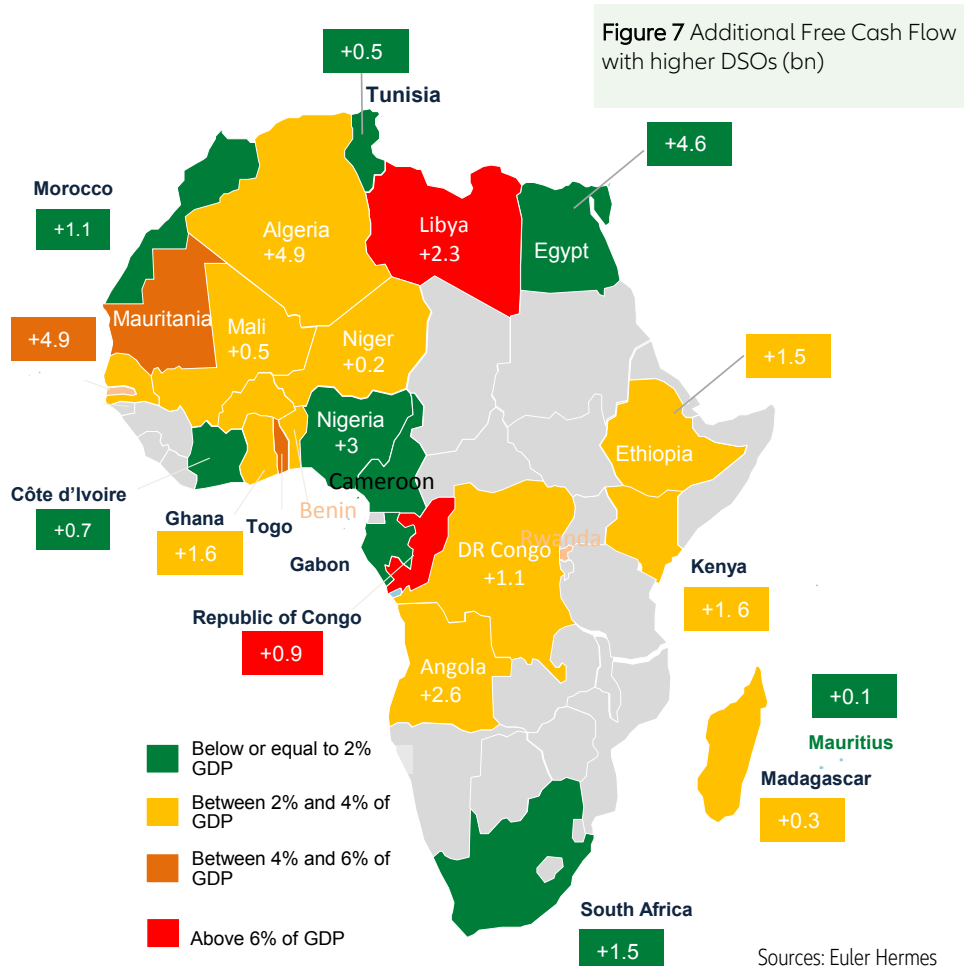 Figure 7 Additional Free Cash Flow
with higher DSOs (bn)
+0.5
Tunisia
+4.6
Morocco
+1.1
Algeria
+4.9
Libya
+2.3
Egypt
+4.9
Mauritania
Mali
+0.5
Niger
+0.2
+1.5
Nigeria
+3
Ethiopia
Cameroon
Côte d’Ivoire
+0.7
Ghana
+1.6
Togo
Benin
Gabon
Rwanda
DR Congo
+1.1
Kenya
+1. 6
Republic of Congo
+0.9
Angola
+2.6
+0.1
Mauritius
Madagascar
+0.3
Below or equal to 2%
GDP
Between 2% and 4% of
GDP
Between 4% and 6% of
GDP
Above 6% of GDP
South Africa
+1.5
Sources: Euler Hermes